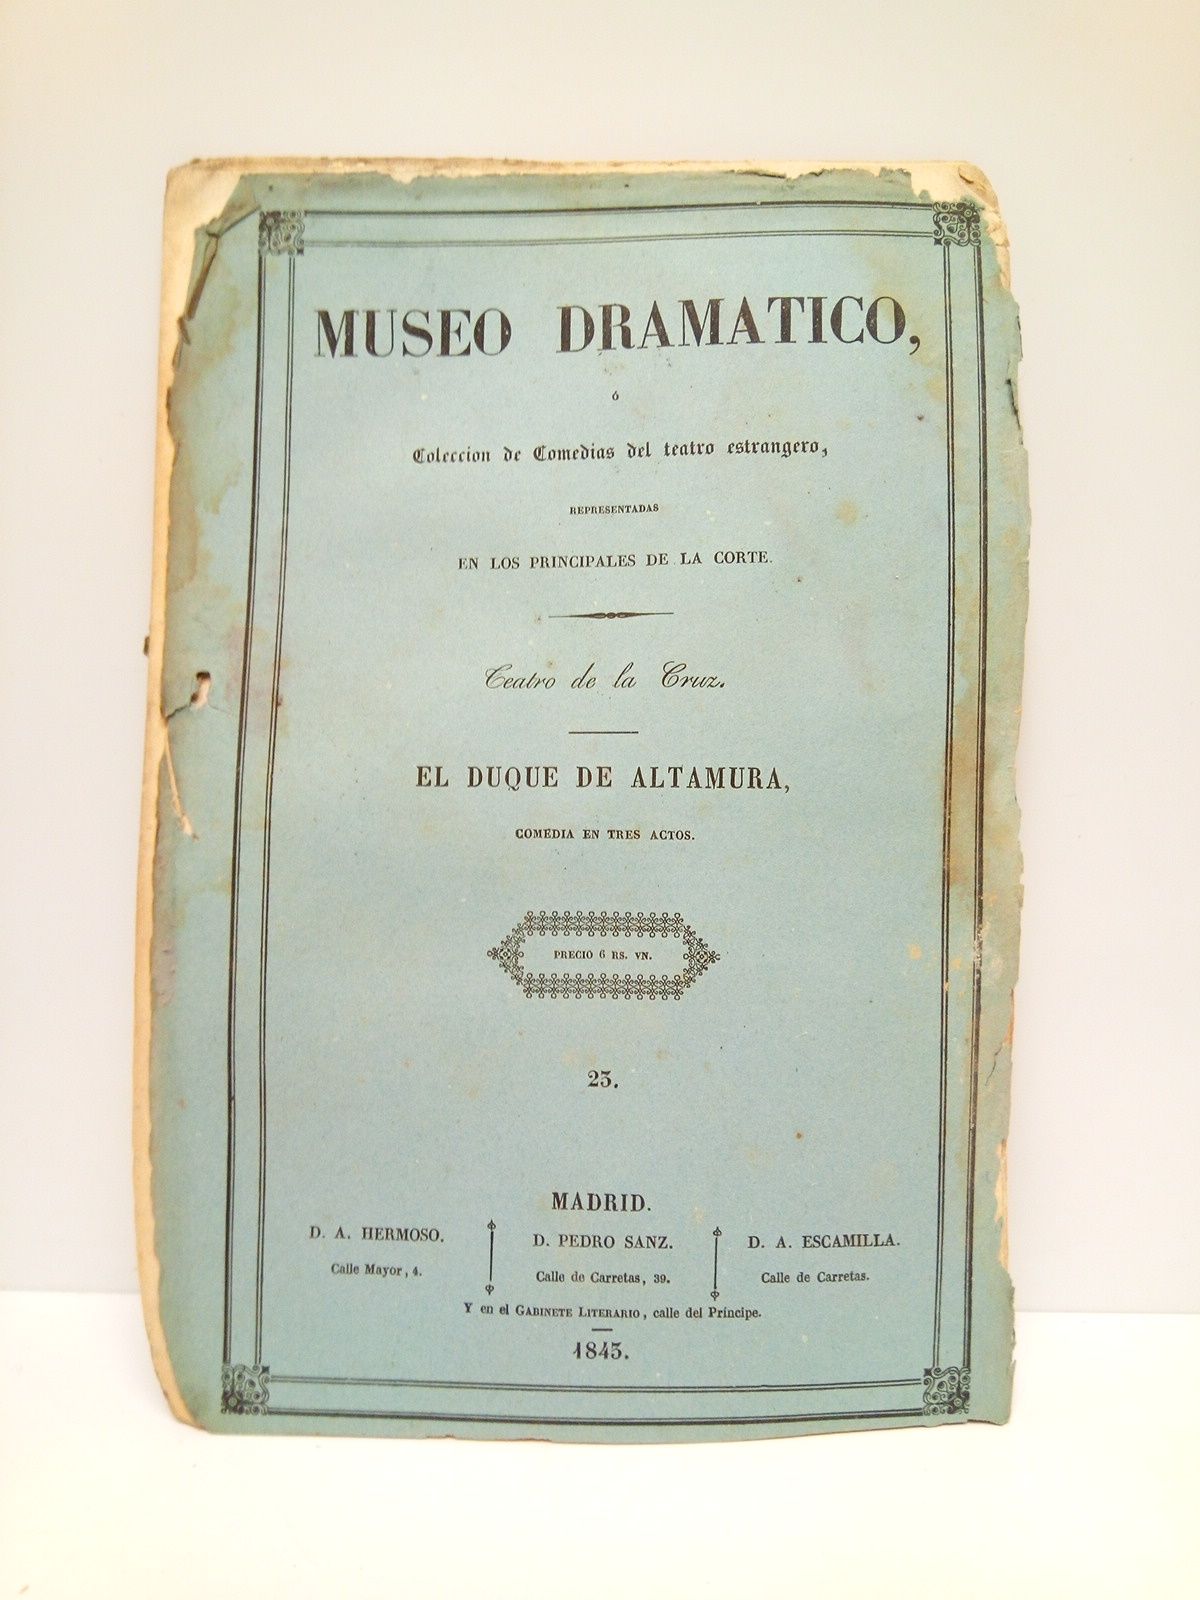 MUSEO DRAMATICO,
ó
Coleccion de Comedias del teatro estrangero,
REPRESENTADAS
EN LOS PRINCIPALES DE LA CORTE.
Teatro de la Cruz.
EL DUQUE DE ALTAMURA,
COMEDIA EN TRES ACTOS.
PRECIO 6 RS. VN.
23.
MADRID.
D. A. HERMOSO. D. PEDRO SANZ. D. A. ESCAMILLA.
Calle Mayor, 4. Calle de Carretas, 39. Calle de Carretas.
Y en el GABINETE LITERARIO, calle del Príncipe.
1843.